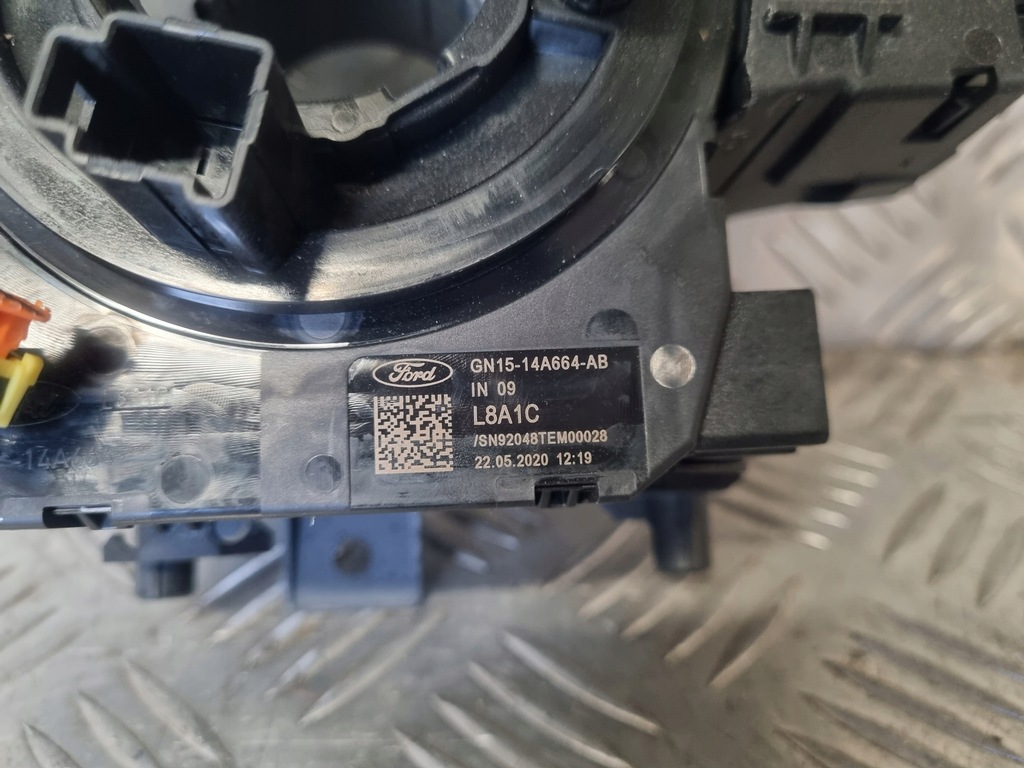 Ford
GN15-14A664-AB
IN 09
L8A1C
/SN92048TEM00028
22.05.2020 12:19